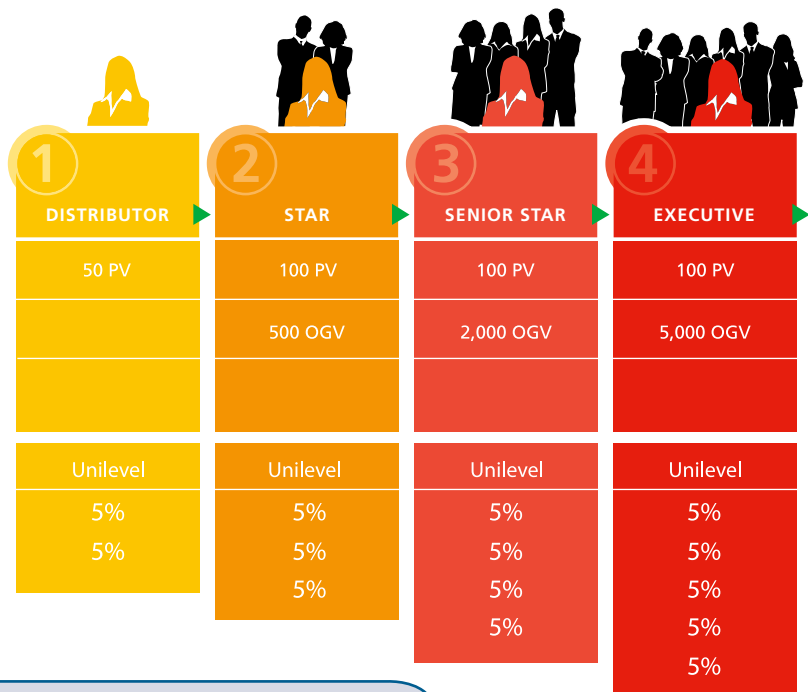 1
2
3
4
DISTRIBUTOR
STAR
SENIOR STAR
EXECUTIVE
50 PV
100 PV
100 PV
100 PV
500 OGV
2,000 OGV
5,000 OGV
Unilevel
Unilevel
Unilevel
Unilevel
5%
5%
5%
5%
5%
5%
5%
5%
5%
5%
5%
5%
5%
5%